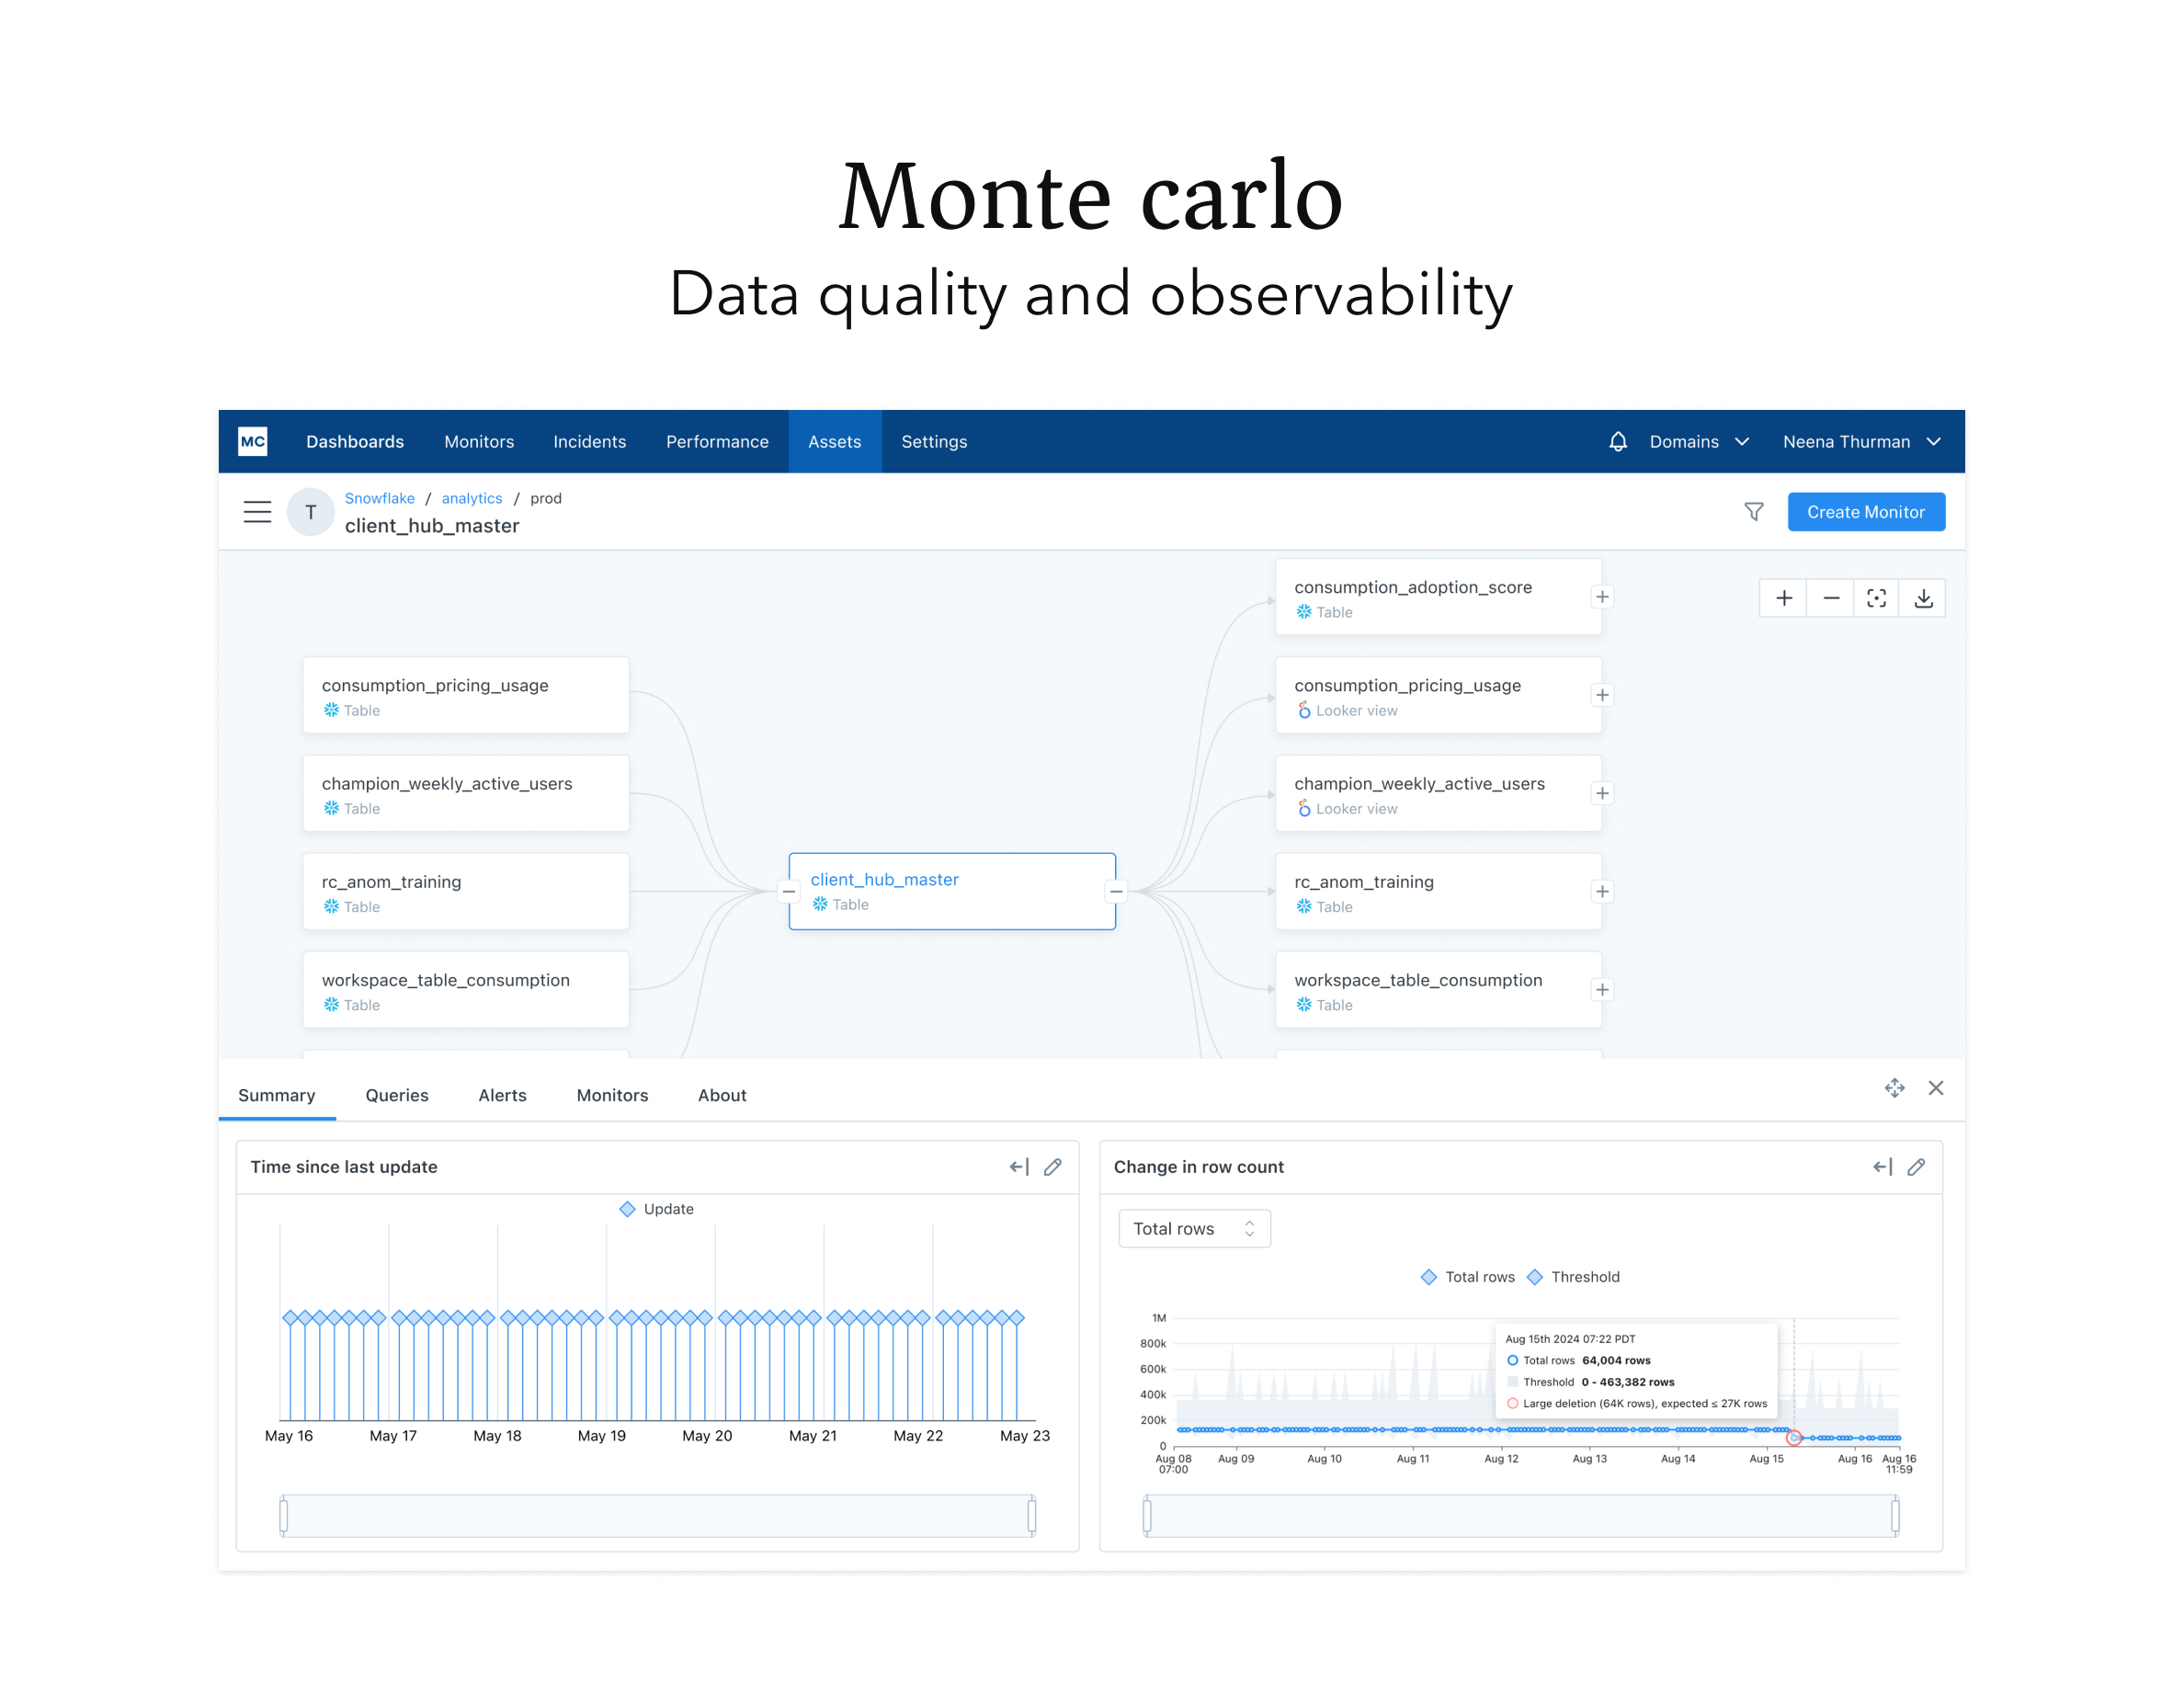 Monte carlo
Data quality and observability
MC Dashboards Monitors Incidents Performance Assets Settings Domains Neena Thurman
T
Snowflake / analytics / prod
client_hub_master
Create Monitor
consumption_pricing_usage
Table
champion_weekly_active_users
Table
rc_anom_training
Table
workspace_table_consumption
Table
client_hub_master
Table
consumption_adoption_score
Table
consumption_pricing_usage
Looker view
champion_weekly_active_users
Looker view
rc_anom_training
Table
workspace_table_consumption
Table
Summary Queries Alerts Monitors About
Time since last update
Update
May 16 May 17 May 18 May 19 May 20 May 21 May 22 May 23
Change in row count
Total rows
Total rows Threshold
1M
800k
600k
400k
200k
0
Aug 15th 2024 07:22 PDT
Total rows 64,004 rows
Threshold 0 - 463,382 rows
Large deletion (64K rows), expected ≤ 27K rows
Aug 08 Aug 09 Aug 10 Aug 11 Aug 12 Aug 13 Aug 14 Aug 15 Aug 16 Aug 16
07:00 11:59